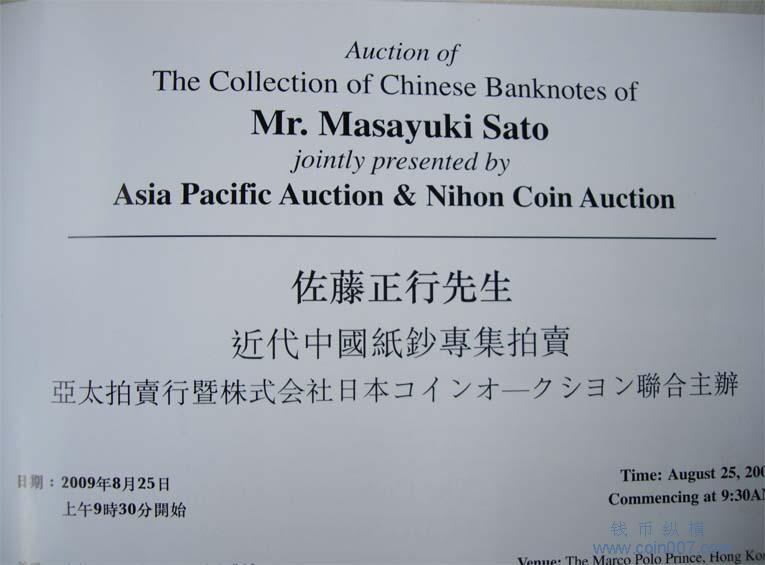 Auction of
The Collection of Chinese Banknotes of
Mr. Masayuki Sato
jointly presented by
Asia Pacific Auction & Nihon Coin Auction
佐藤正行先生
近代中國紙鈔專集拍賣
亞太拍賣行暨株式会社日本コインオークシヨン聯合主辦
日期：2009年8月25日
上午9時30分開始
Time: August 25, 200
Commencing at 9:30AM
钱币纵横
www.coin007.com
Venue: The Marco Polo Prince, Hong Kon